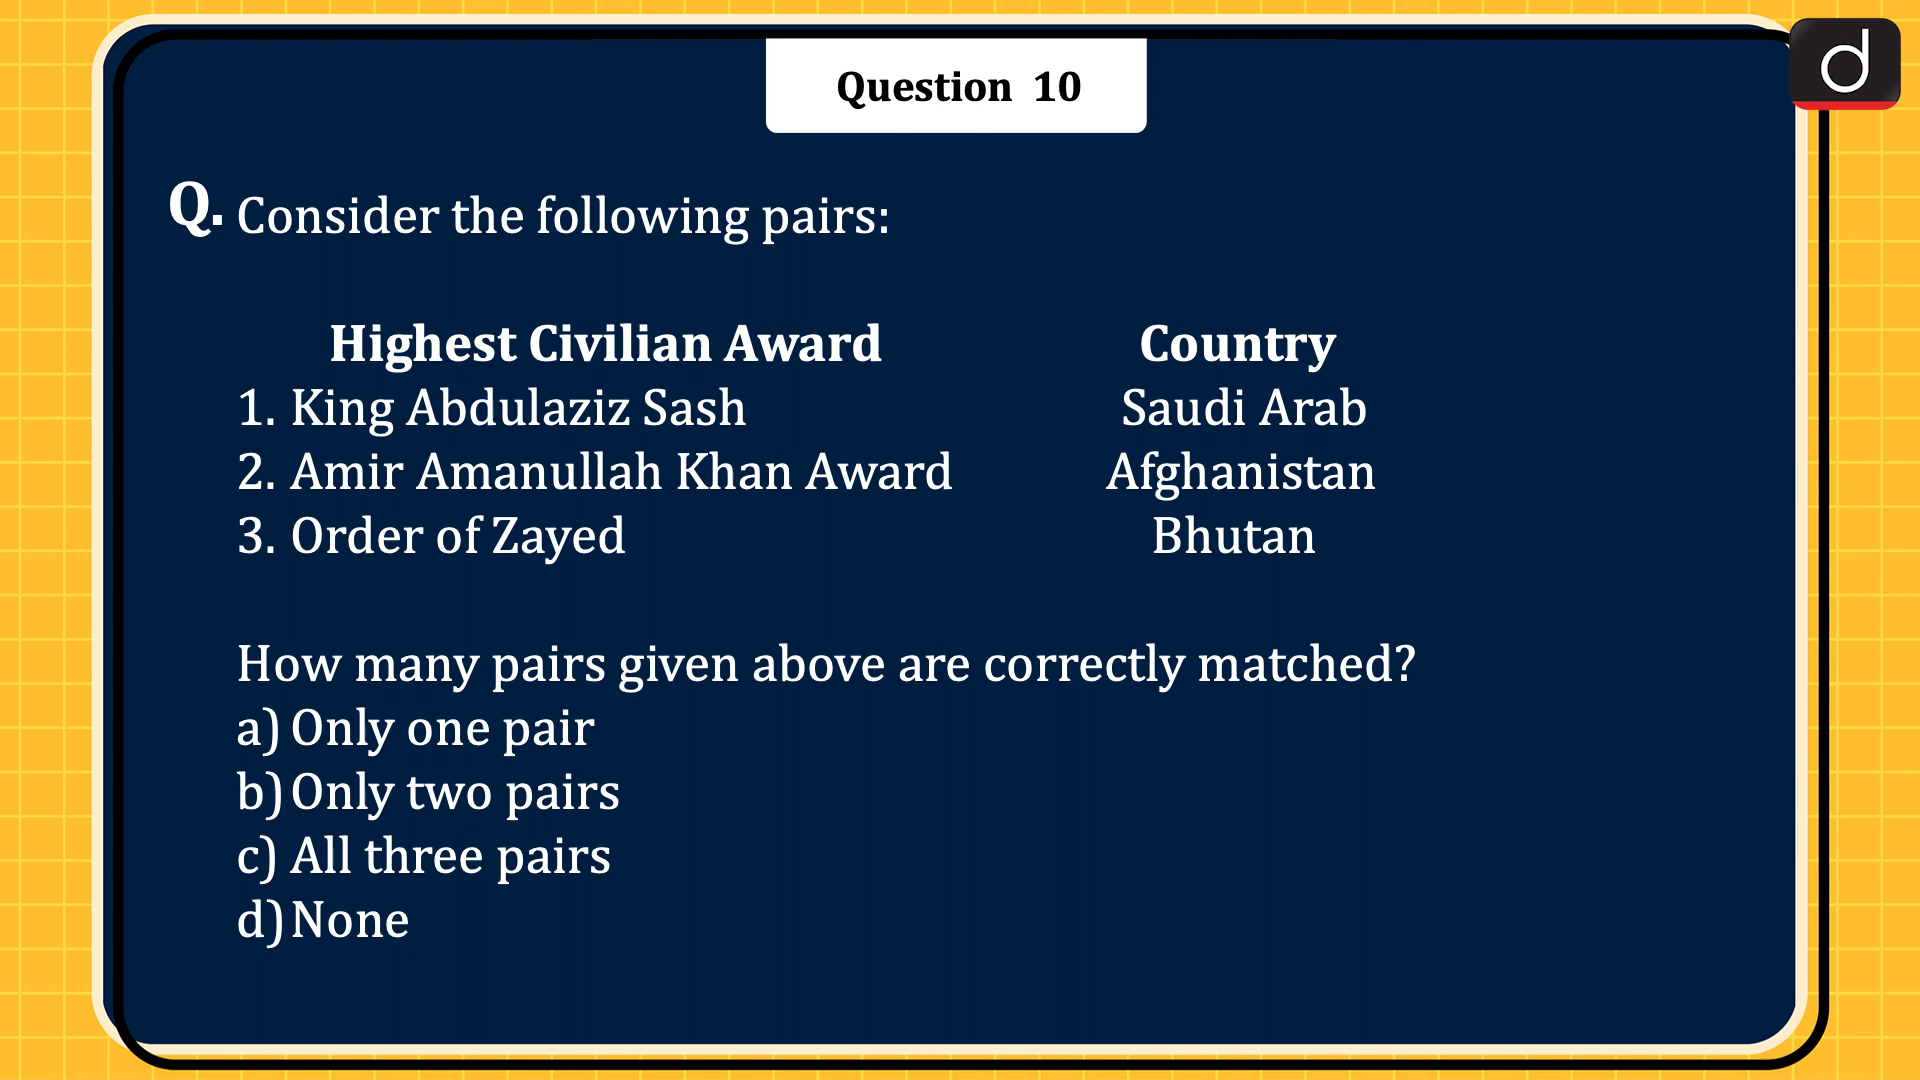 Question 10
Q. Consider the following pairs:
Highest Civilian Award Country
1. King Abdulaziz Sash Saudi Arab
2. Amir Amanullah Khan Award Afghanistan
3. Order of Zayed Bhutan
How many pairs given above are correctly matched?
a) Only one pair
b) Only two pairs
c) All three pairs
d) None
d